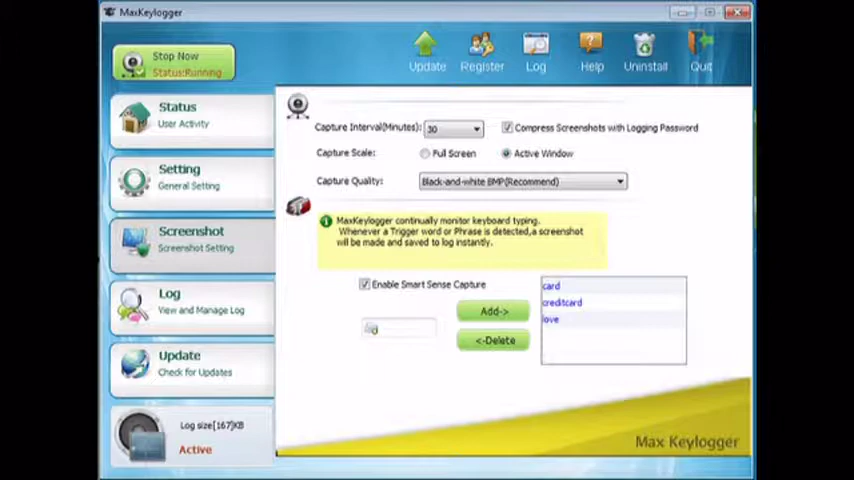 MaxKeylogger
Stop Now
Status:Running
Update
Register
Log
Help
Uninstall
Quit
Status
User Activity
Setting
General Setting
Screenshot
Screenshot Setting
Log
View and Manage Log
Update
Check for Updates
Log size[167]KB
Active
Capture Interval(Minutes):
30
Compress Screenshots with Logging Password
Capture Scale:
Full Screen
Active Window
Capture Quality:
Black-and-white BMP(Recommend)
MaxKeylogger continually monitor keyboard typing.
Whenever a Trigger word or Phrase is detected,a screenshot
will be made and saved to log instantly.
Enable Smart Sense Capture
Add->
<-Delete
card
creditcard
love
Max Keylogger